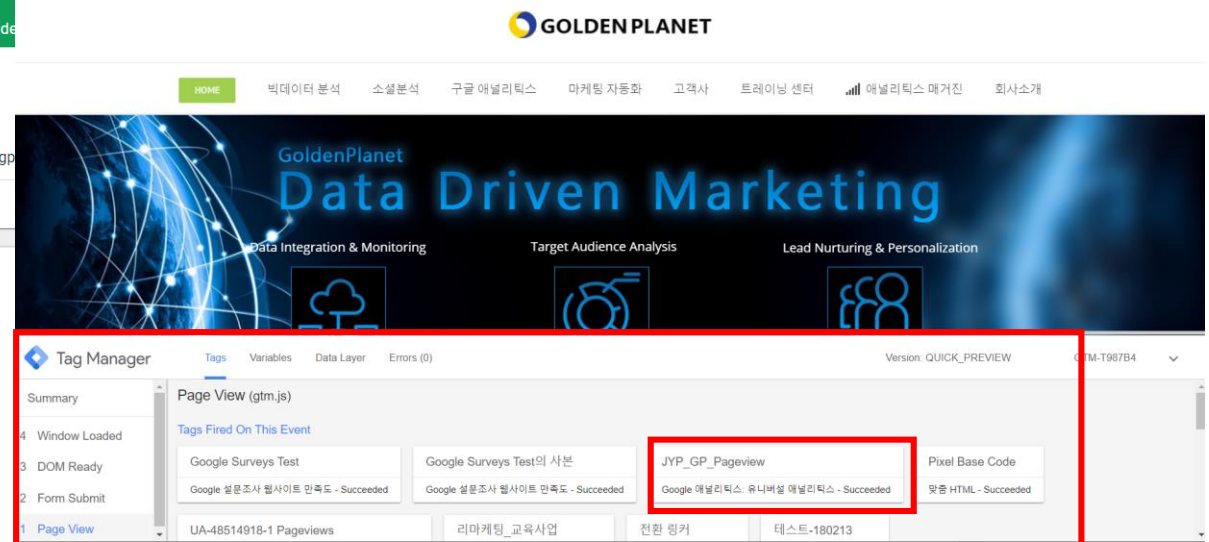 de
GOLDEN PLANET
HOME 빅데이터 분석 소셜분석 구글 애널리틱스 마케팅 자동화 고객사 트레이닝 센터 애널리틱스 매거진 회사소개
gp
GoldenPlanet
Data Driven Marketing
Data Integration & Monitoring Target Audience Analysis Lead Nurturing & Personalization
Tag Manager Tags Variables Data Layer Errors (0) Version: QUICK_PREVIEW GTM-T987B4
Summary
Page View (gtm.js)
4 Window Loaded
Tags Fired On This Event
3 DOM Ready
Google Surveys Test Google Surveys Test의 사본 JYP_GP_Pageview Pixel Base Code
2 Form Submit
Google 설문조사 웹사이트 만족도 - Succeeded Google 설문조사 웹사이트 만족도 - Succeeded Google 애널리틱스: 유니버설 애널리틱스 - Succeeded 맞춤 HTML - Succeeded
1 Page View
UA-48514918-1 Pageviews 리마케팅_교육사업 전환 링커 테스트-180213